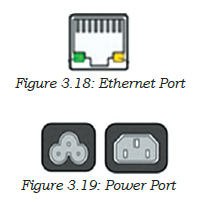 Figure 3.18: Ethernet Port
Figure 3.19: Power Port